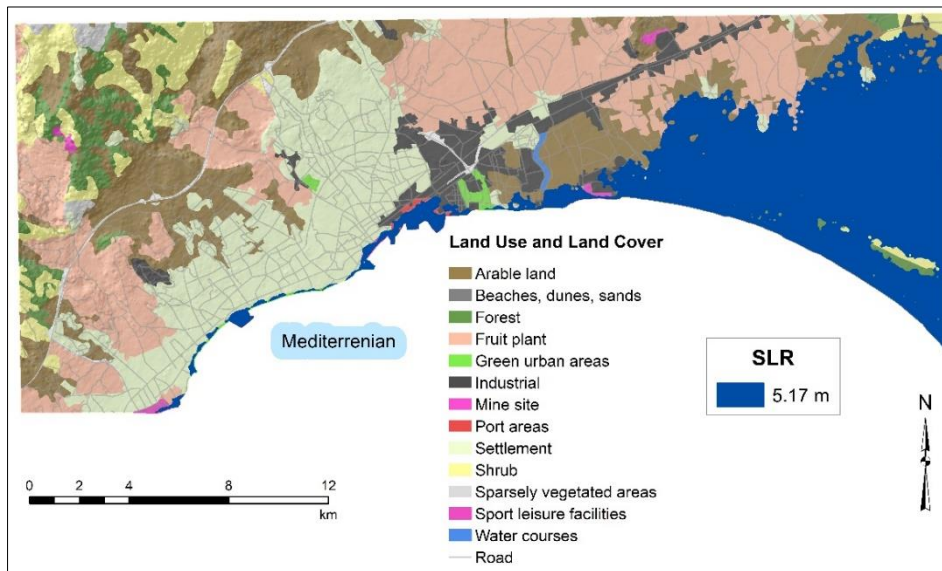 Land Use and Land Cover
Arable land
Beaches, dunes, sands
Forest
Fruit plant
Green urban areas
Industrial
Mine site
Port areas
Settlement
Shrub
Sparsely vegetated areas
Sport leisure facilities
Water courses
Road
Mediterrenian
SLR
5.17 m
N
0 2 4 8 12
km